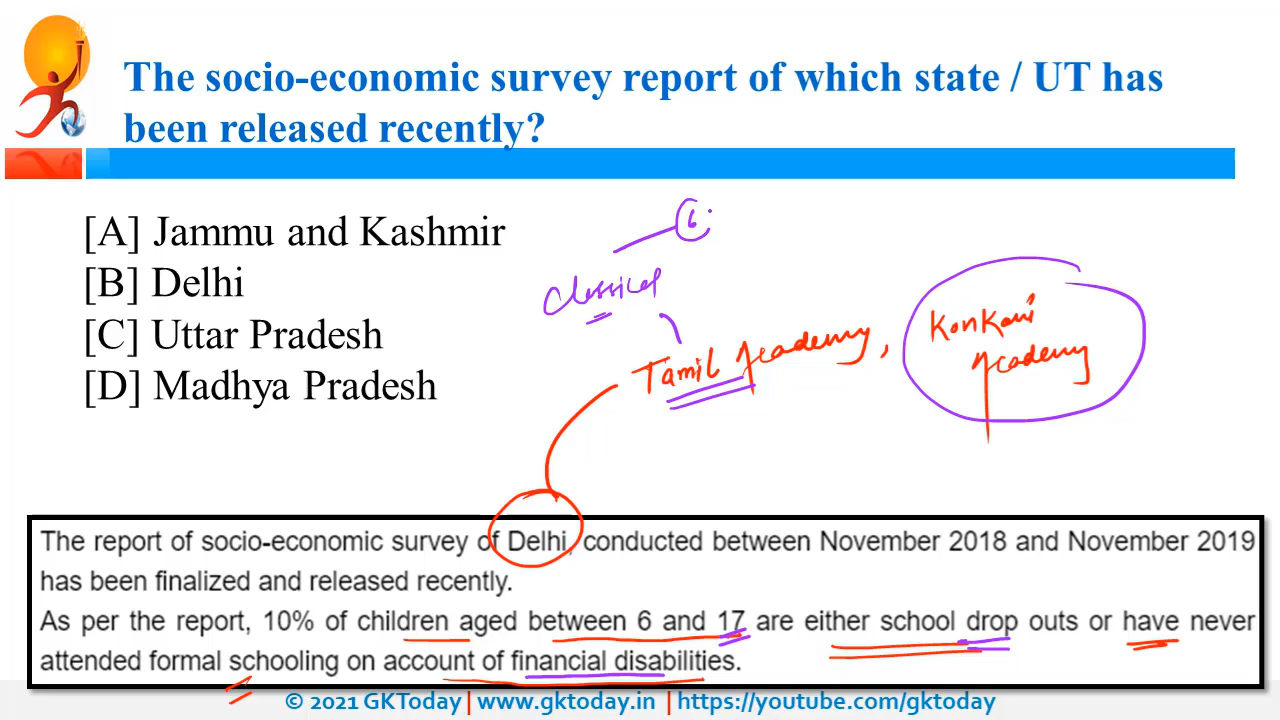 The socio-economic survey report of which state / UT has
been released recently?
[A] Jammu and Kashmir
[B] Delhi
[C] Uttar Pradesh
[D] Madhya Pradesh
6
Classical
Tamil Academy, Konkani
Academy
The report of socio-economic survey of Delhi, conducted between November 2018 and November 2019
has been finalized and released recently.
As per the report, 10% of children aged between 6 and 17 are either school drop outs or have never
attended formal schooling on account of financial disabilities.
© 2021 GKToday | www.gktoday.in | https://youtube.com/gktoday